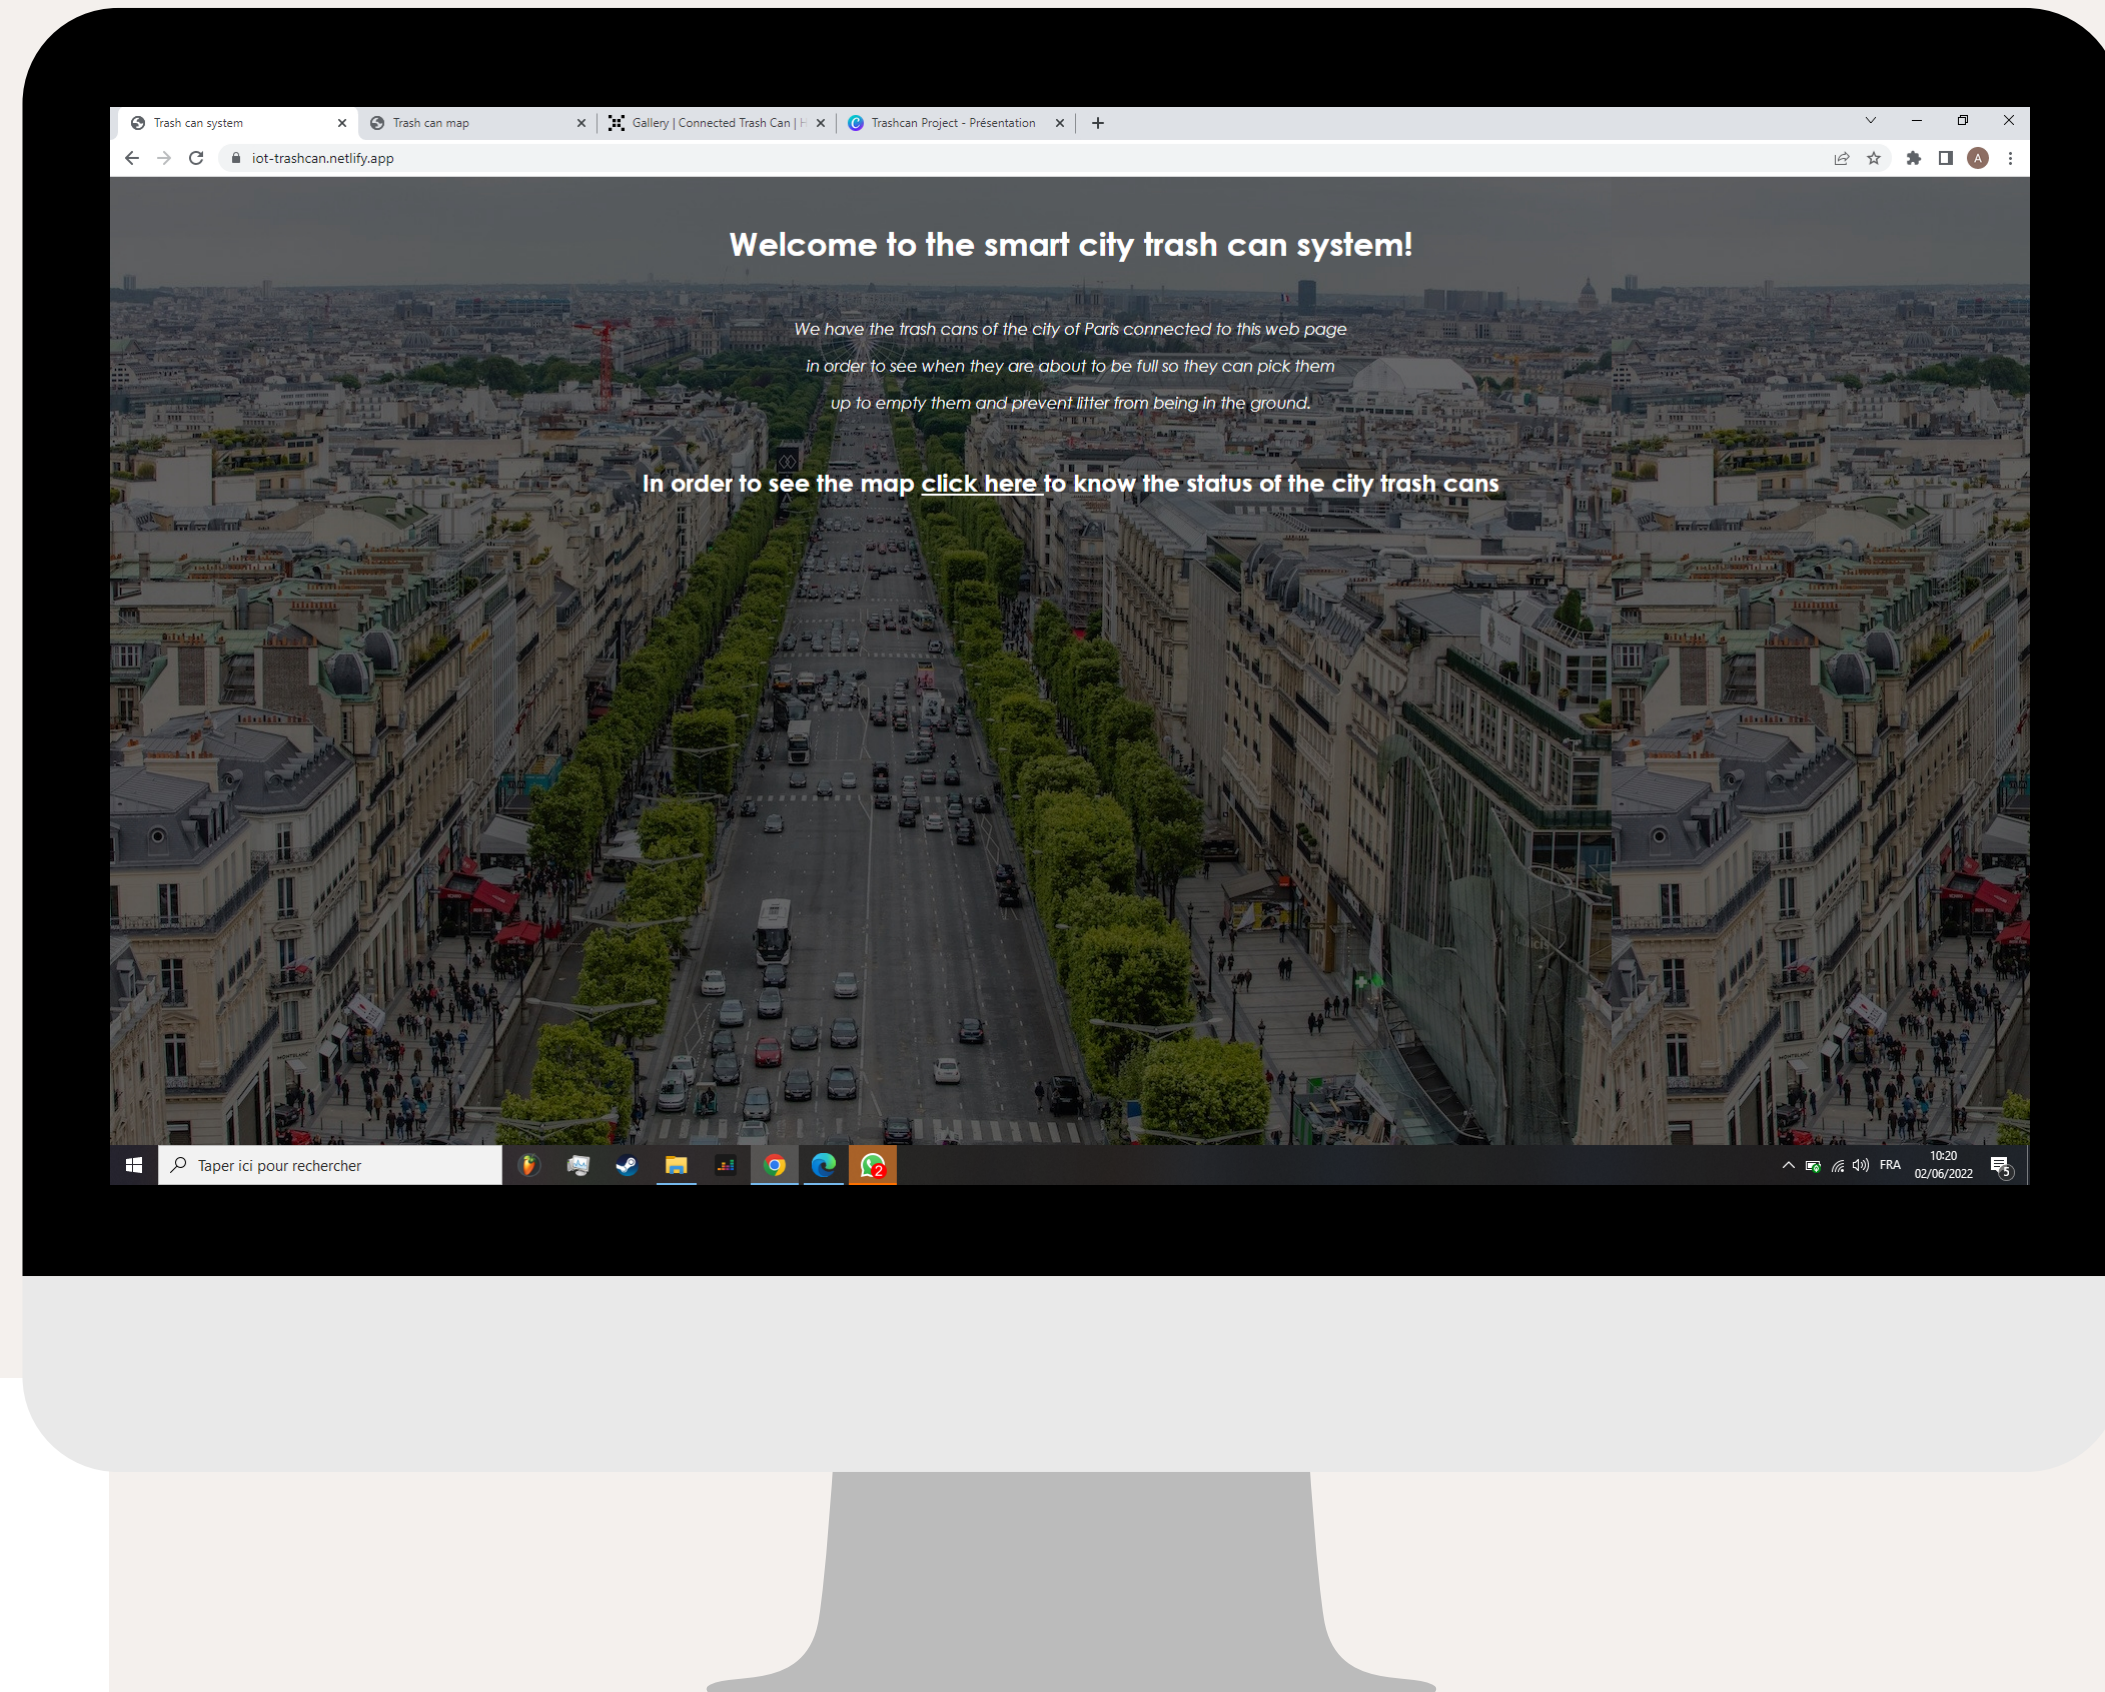 Trash can system
Trash can map
Gallery | Connected Trash Can | H
Trashcan Project - Présentation
iot-trashcan.netlify.app
A
Welcome to the smart city trash can system!
We have the trash cans of the city of Paris connected to this web page
in order to see when they are about to be full so they can pick them
up to empty them and prevent litter from being in the ground.
In order to see the map click here to know the status of the city trash cans
Taper ici pour rechercher
2
FRA
10:20
02/06/2022
5